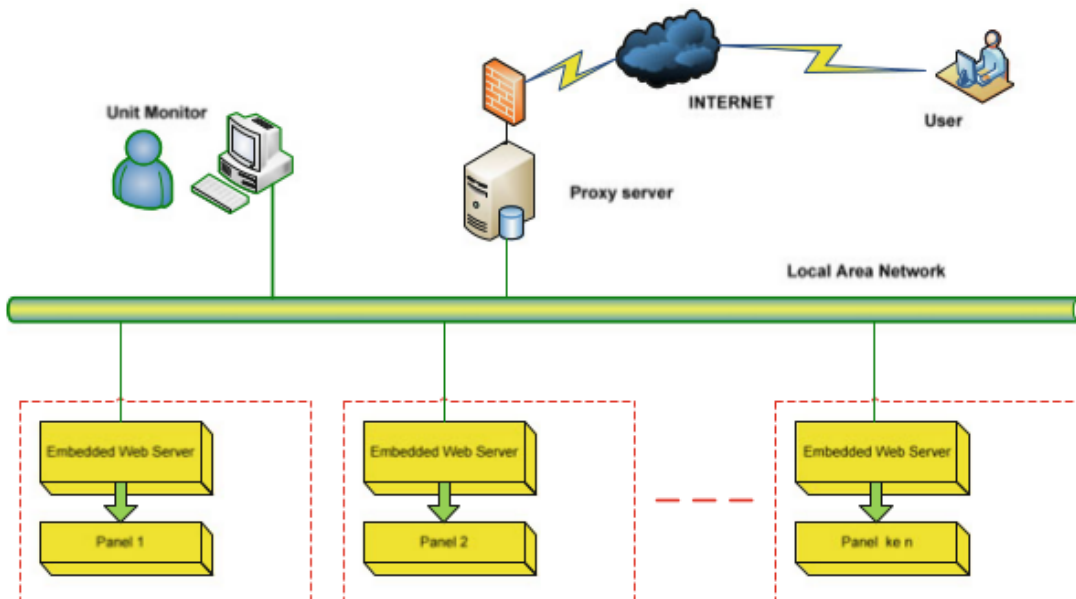 INTERNET
Unit Monitor
User
Proxy server
Local Area Network
Embedded Web Server
Embedded Web Server
Embedded Web Server
Panel 1
Panel 2
Panel ke n